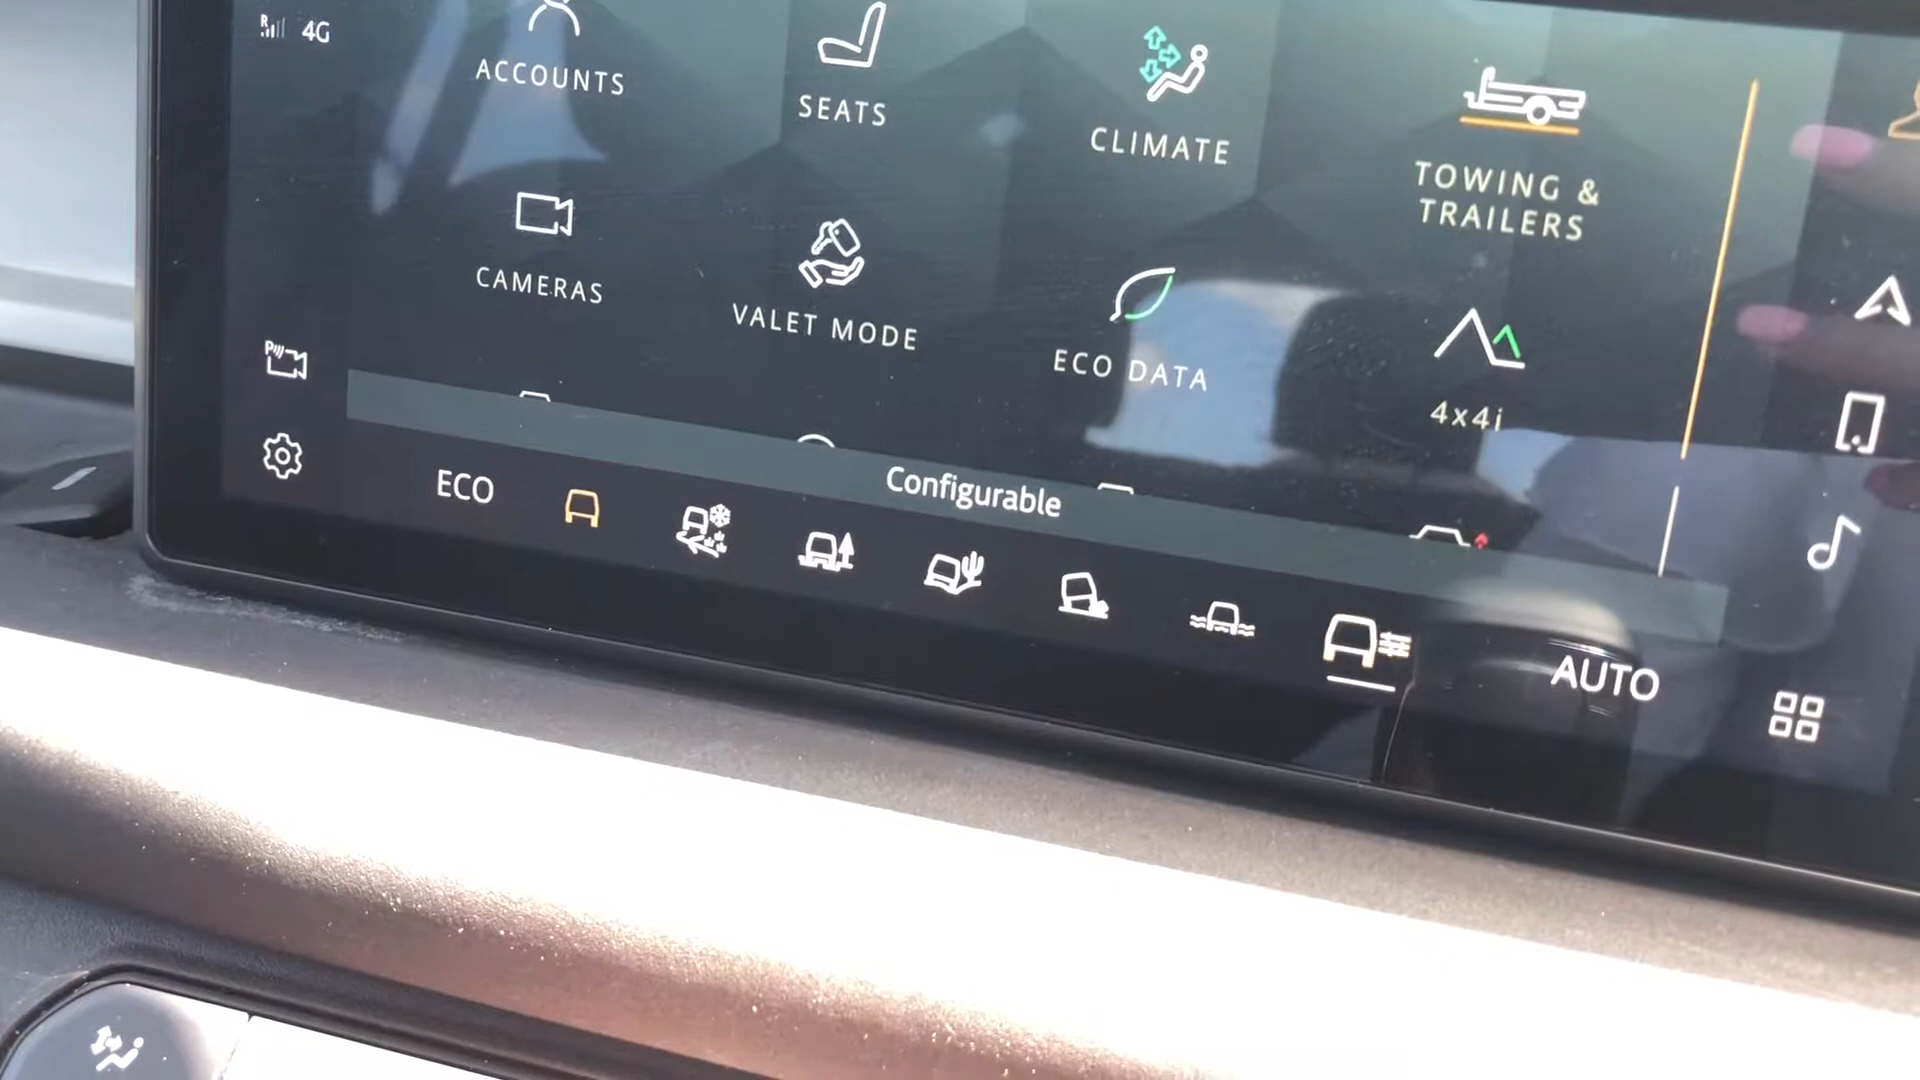 R
4G
ACCOUNTS
SEATS
CLIMATE
TOWING &
TRAILERS
CAMERAS
VALET MODE
ECO DATA
4x4i
P
Configurable
ECO
AUTO